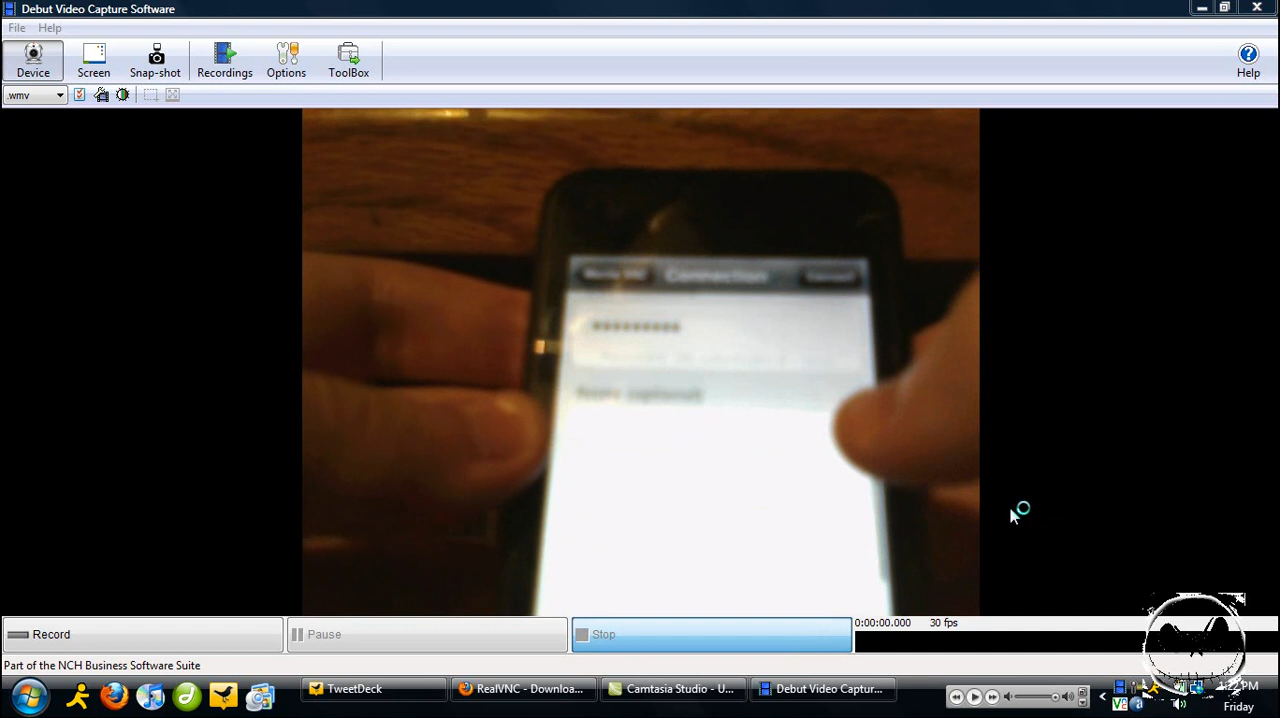 Debut Video Capture Software
File Help
Device Screen Snap-shot Recordings Options ToolBox Help
.wmv
Connection
*********
Record Pause Stop 0:00:00.000 30 fps
Part of the NCH Business Software Suite
TweetDeck RealVNC - Downloa... Camtasia Studio - U... Debut Video Captur...
Friday